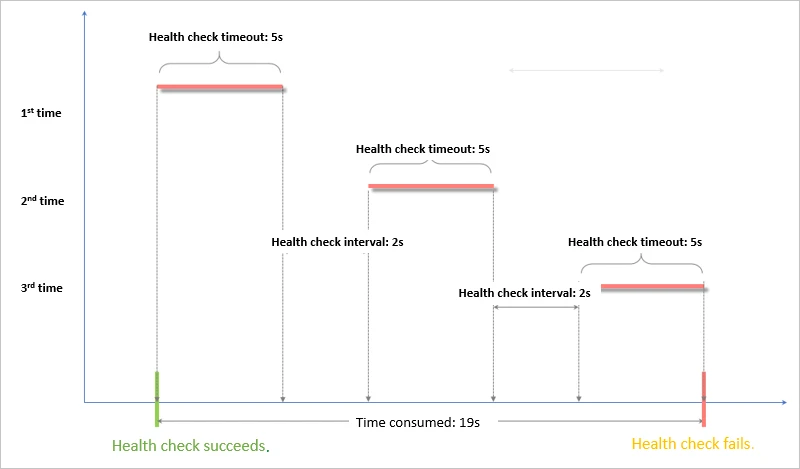 Health check timeout: 5s
1st time
Health check timeout: 5s
2nd time
Health check interval: 2s
Health check timeout: 5s
3rd time
Health check interval: 2s
Time consumed: 19s
Health check succeeds.
Health check fails.